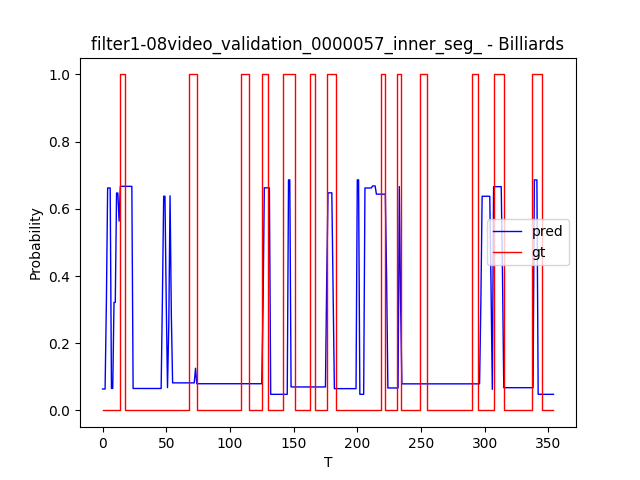 filter1-08video_validation_0000057_inner_seg_ - Billiards
1.0
0.8
0.6
0.4
0.2
0.0
Probability
pred
gt
0 50 100 150 200 250 300 350
T